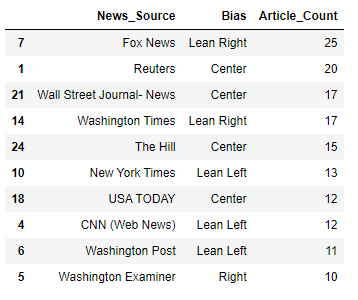 News_Source Bias Article_Count
7 Fox News Lean Right 25
1 Reuters Center 20
21 Wall Street Journal- News Center 17
14 Washington Times Lean Right 17
24 The Hill Center 15
10 New York Times Lean Left 13
18 USA TODAY Center 12
4 CNN (Web News) Lean Left 12
6 Washington Post Lean Left 11
5 Washington Examiner Right 10